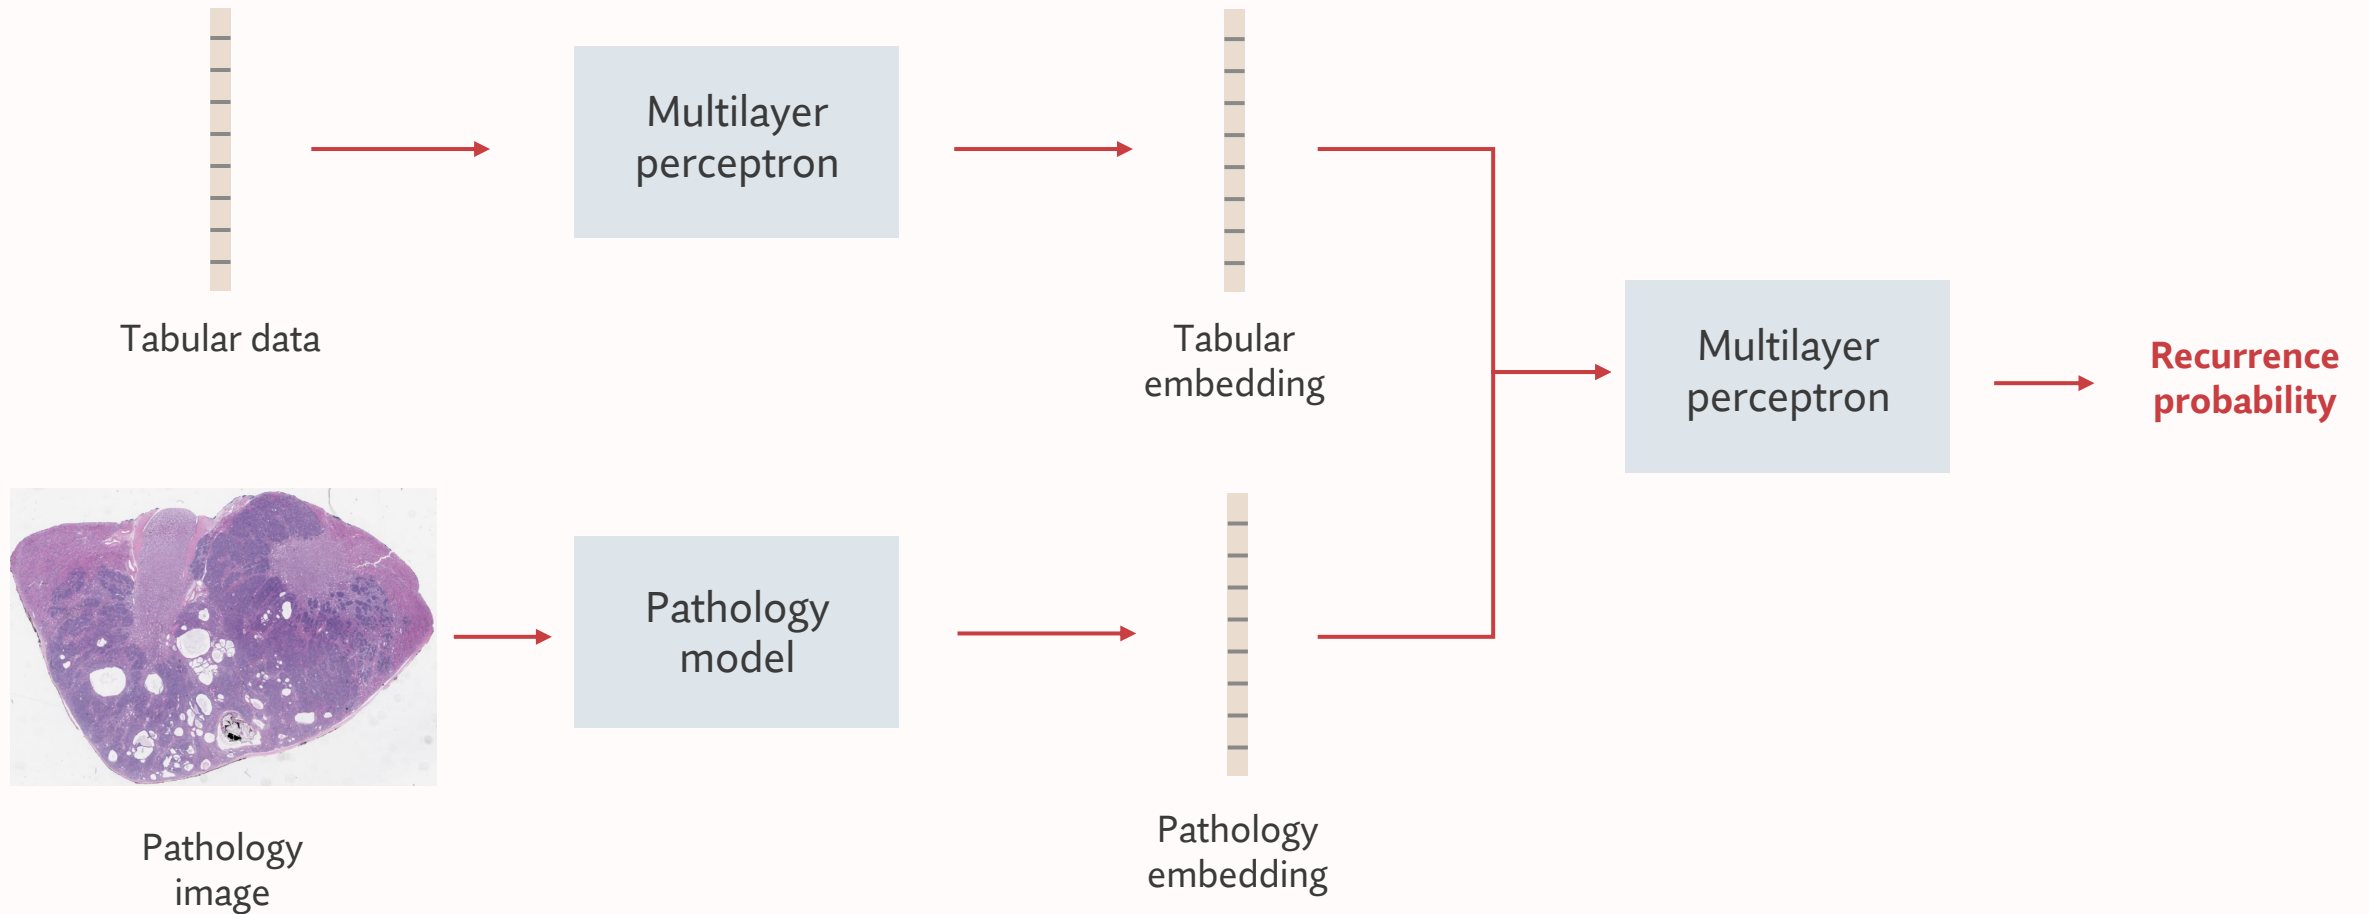 Multilayer
perceptron
Tabular data
Tabular
embedding
Multilayer
perceptron
Recurrence
probability
Pathology
model
Pathology
image
Pathology
embedding